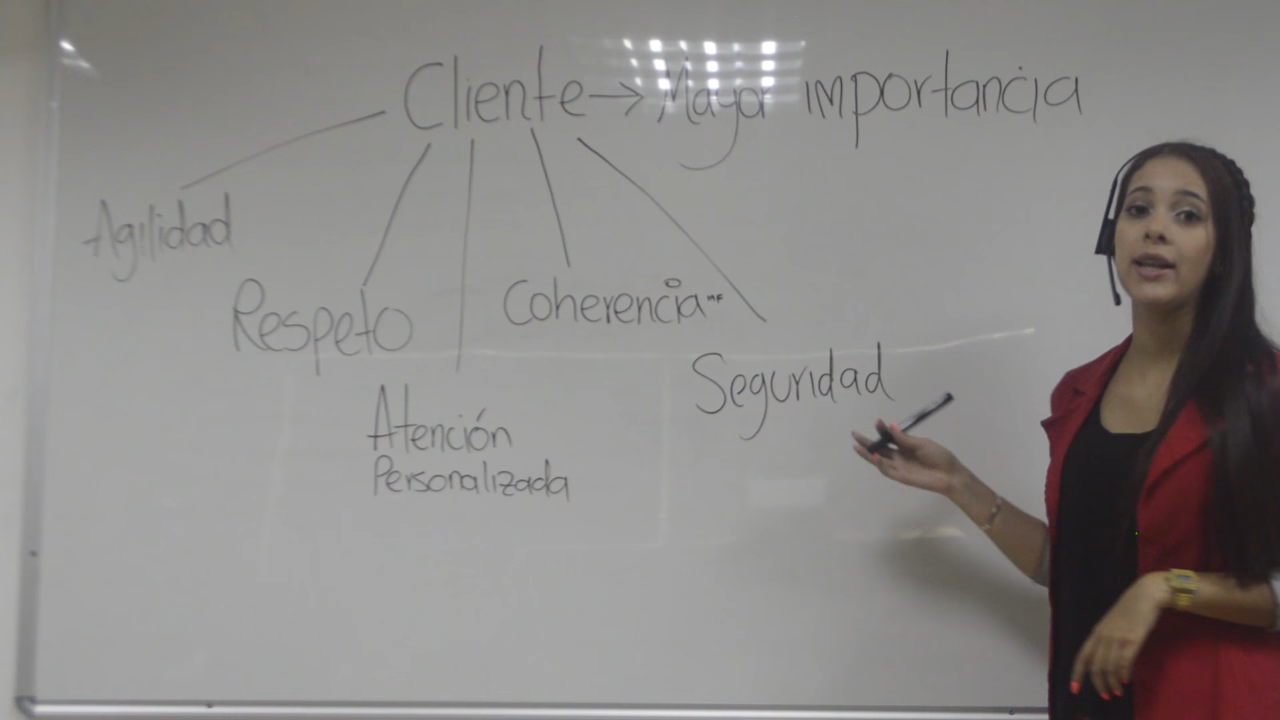 Cliente → Mayor importancia
Agilidad
Respeto
Coherencia
Seguridad
Atención
Personalizada